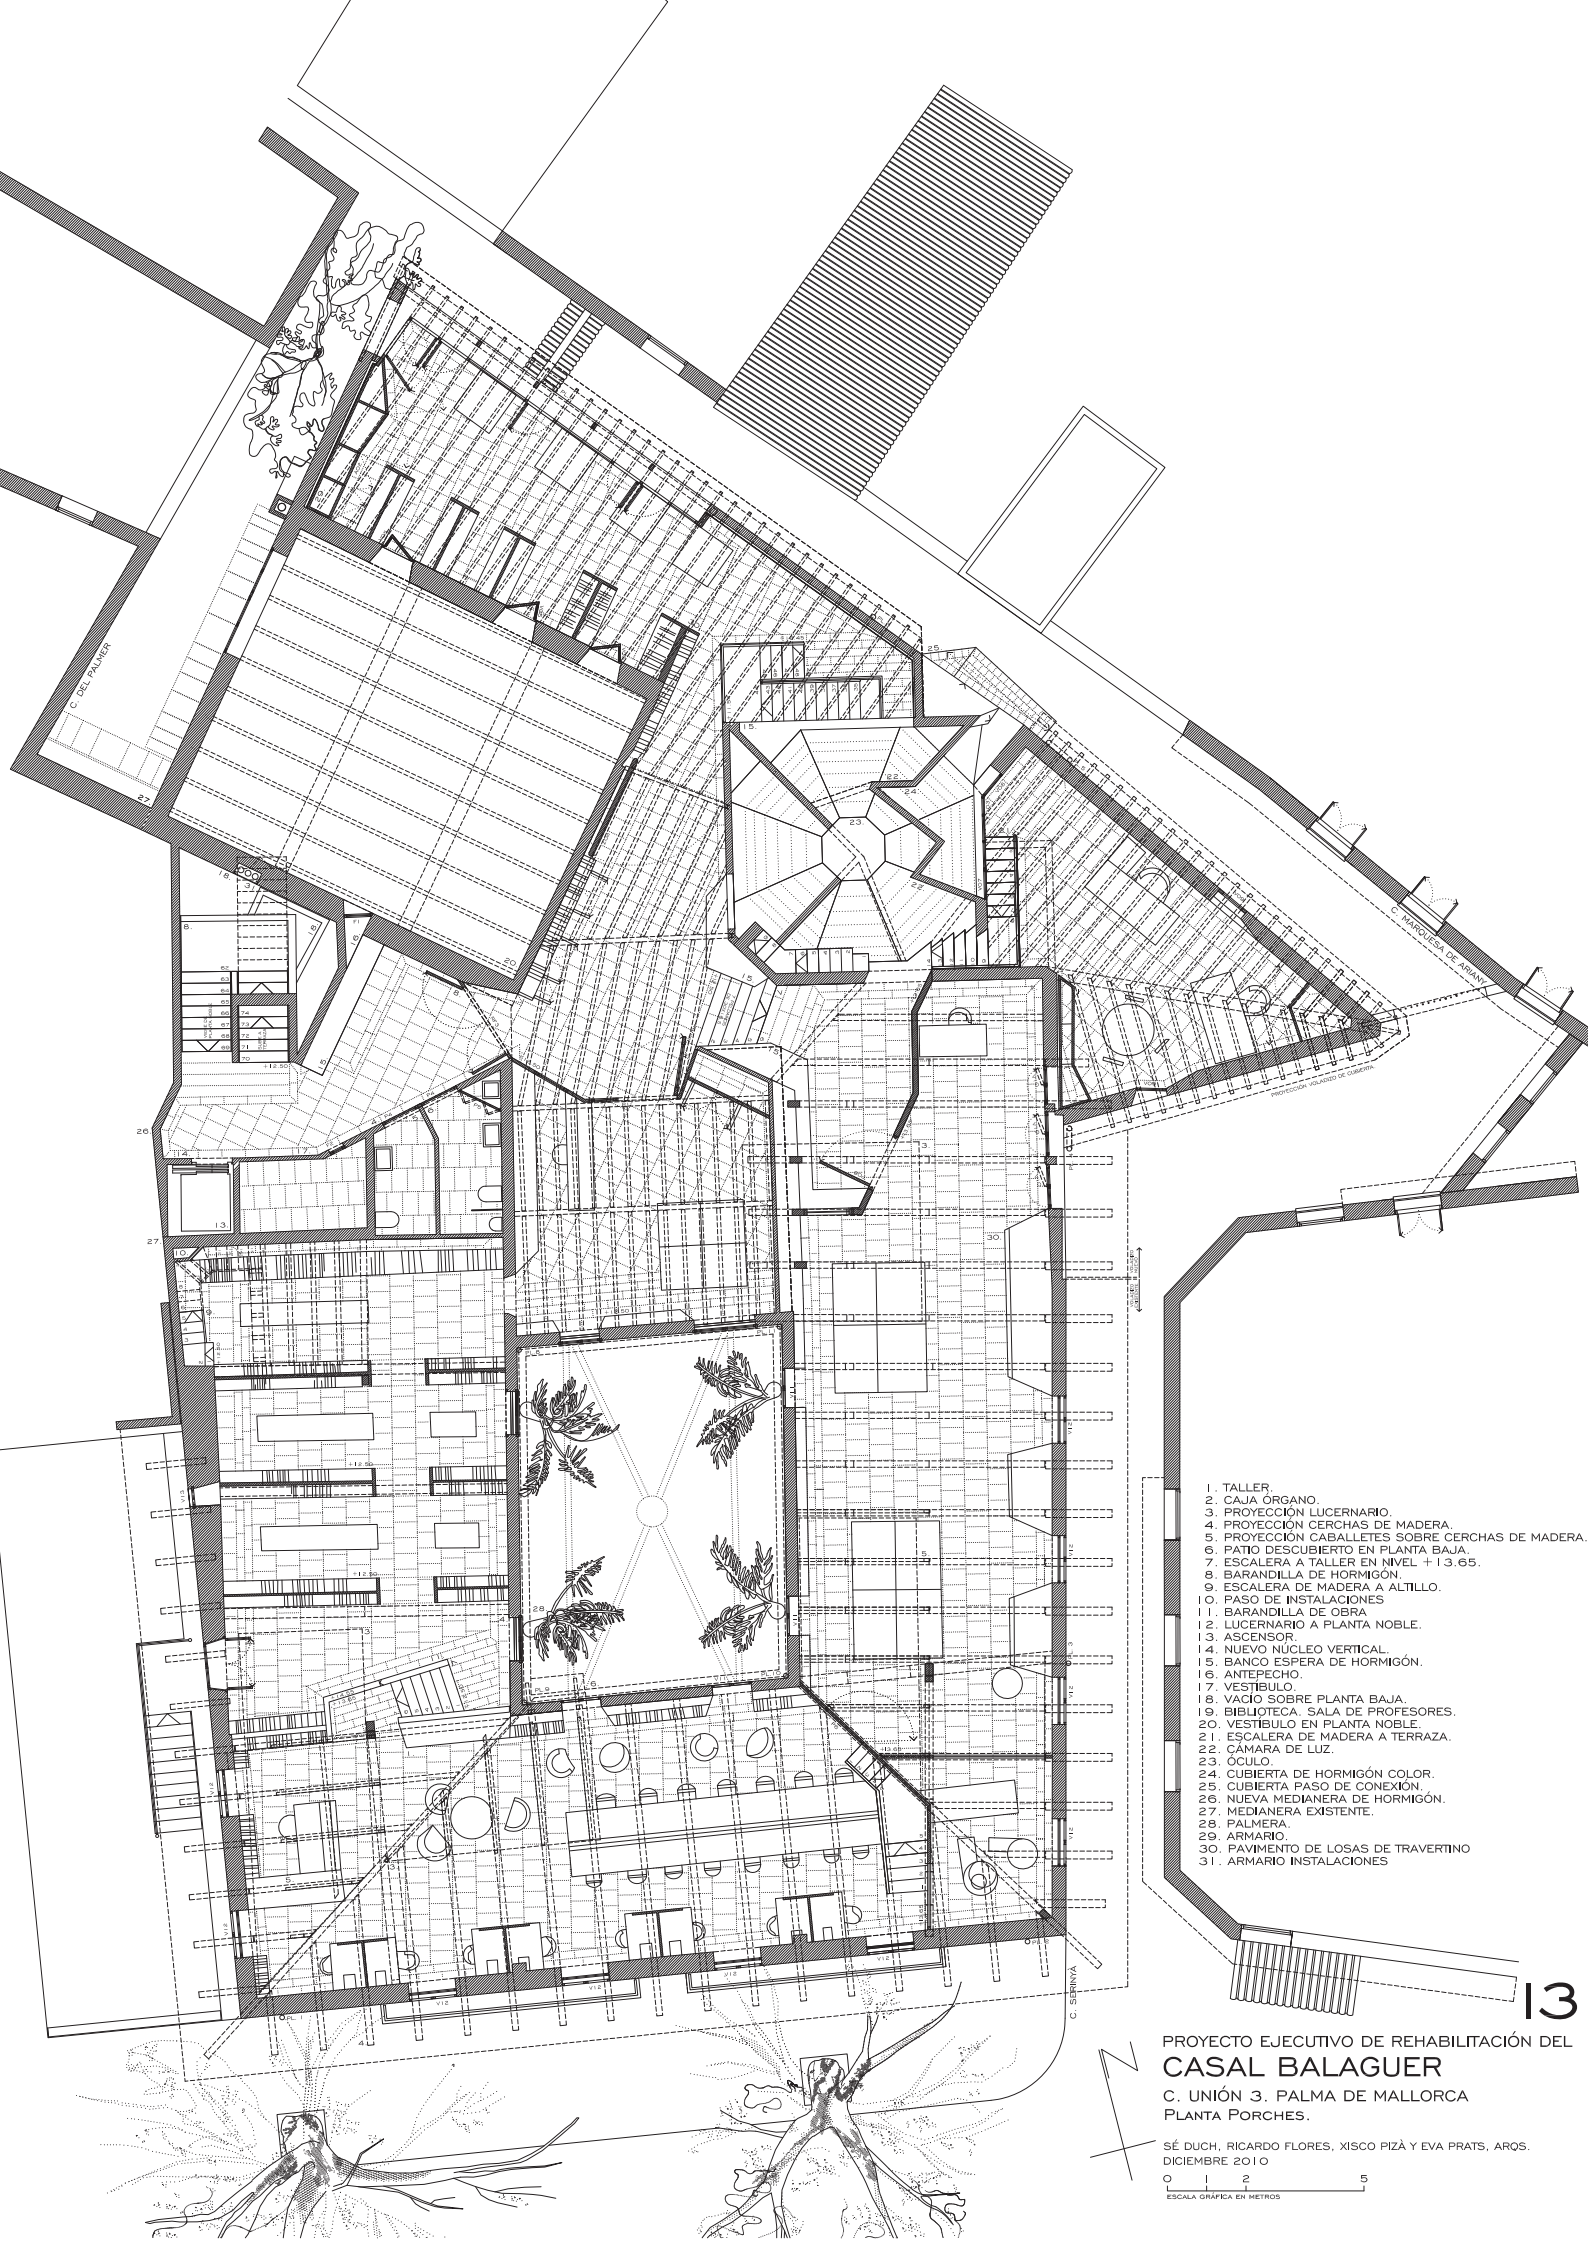 C. DEL PALMER
C. MARQUESA DE ARIANY
PROYECCIÓN VOLADIZO DE CUBIERTA.
C. SERINYÀ
1. TALLER.
2. CAJA ÓRGANO.
3. PROYECCIÓN LUCERNARIO.
4. PROYECCIÓN CERCHAS DE MADERA.
5. PROYECCIÓN CABALLETES SOBRE CERCHAS DE MADERA.
6. PATIO DESCUBIERTO EN PLANTA BAJA.
7. ESCALERA A TALLER EN NIVEL +13.65.
8. BARANDILLA DE HORMIGÓN.
9. ESCALERA DE MADERA A ALTILLO.
10. PASO DE INSTALACIONES
11. BARANDILLA DE OBRA
12. LUCERNARIO A PLANTA NOBLE.
13. ASCENSOR.
14. NUEVO NÚCLEO VERTICAL.
15. BANCO ESPERA DE HORMIGÓN.
16. ANTEPECHO.
17. VESTÍBULO.
18. VACÍO SOBRE PLANTA BAJA.
19. BIBLIOTECA. SALA DE PROFESORES.
20. VESTÍBULO EN PLANTA NOBLE.
21. ESCALERA DE MADERA A TERRAZA.
22. CÁMARA DE LUZ.
23. ÓCULO.
24. CUBIERTA DE HORMIGÓN COLOR.
25. CUBIERTA PASO DE CONEXIÓN.
26. NUEVA MEDIANERA DE HORMIGÓN.
27. MEDIANERA EXISTENTE.
28. PALMERA.
29. ARMARIO.
30. PAVIMENTO DE LOSAS DE TRAVERTINO
31. ARMARIO INSTALACIONES
13
PROYECTO EJECUTIVO DE REHABILITACIÓN DEL
CASAL BALAGUER
C. UNIÓN 3. PALMA DE MALLORCA
PLANTA PORCHES.
SÉ DUCH, RICARDO FLORES, XISCO PIZÀ Y EVA PRATS, ARQS.
DICIEMBRE 2010
0 1 2 5
ESCALA GRÁFICA EN METROS